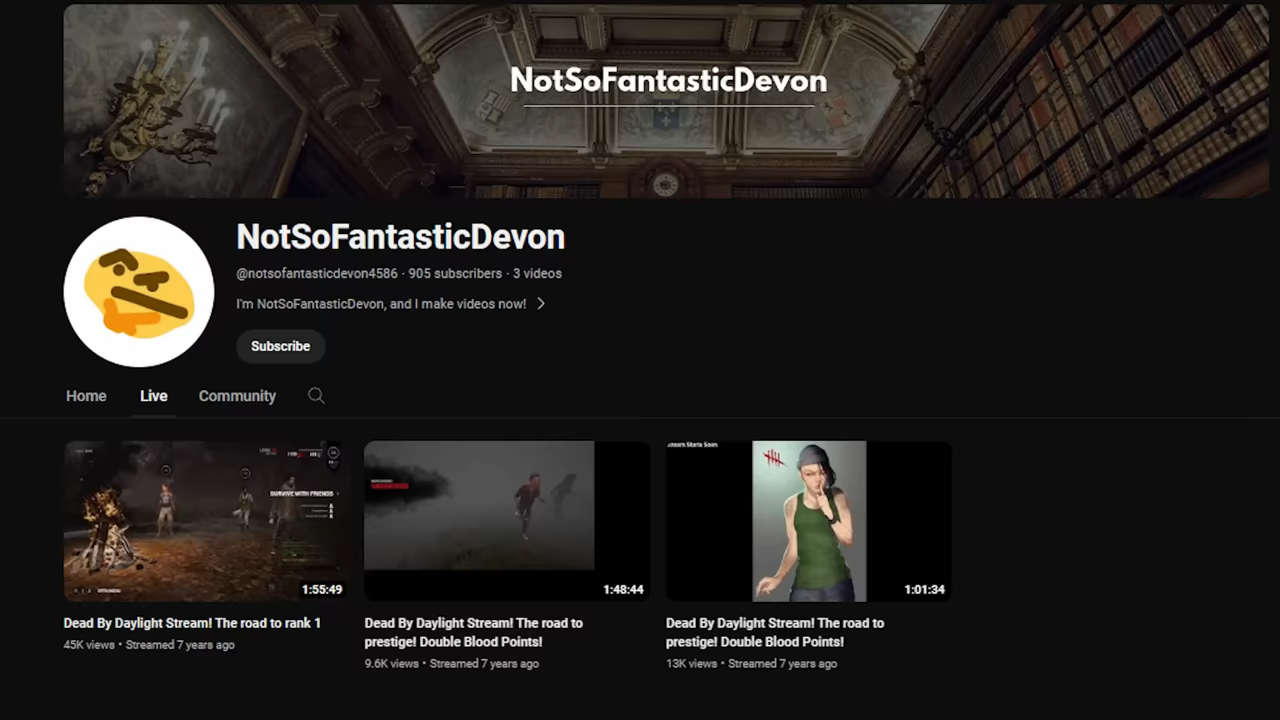 NotSoFantasticDevon
NotSoFantasticDevon
@notsofantasticdevon4586 · 905 subscribers · 3 videos
I'm NotSoFantasticDevon, and I make videos now!
Subscribe
Home
Live
Community
SURVIVE WITH FRIENDS
1:55:49
1:48:44
Stream Starts Soon
1:01:34
Dead By Daylight Stream! The road to rank 1
45K views • Streamed 7 years ago
Dead By Daylight Stream! The road to
prestige! Double Blood Points!
9.6K views • Streamed 7 years ago
Dead By Daylight Stream! The road to
prestige! Double Blood Points!
13K views • Streamed 7 years ago